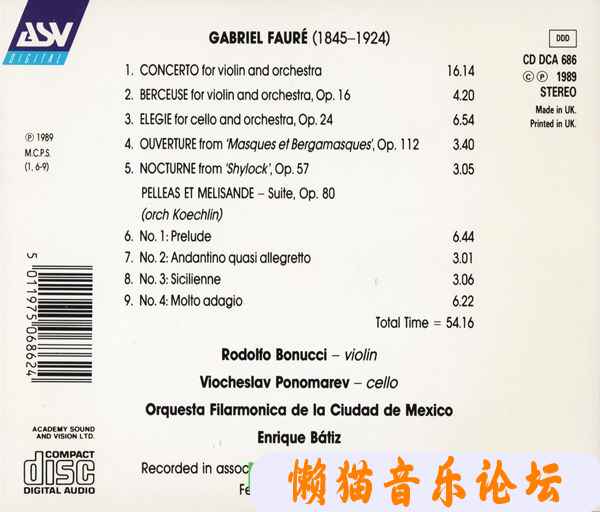 ASV
DIGITAL
GABRIEL FAURÉ (1845–1924)
DDD
CD DCA 686
© ℗ 1989
STEREO
Made in UK.
Printed in UK.
℗ 1989
M.C.P.S.
(1, 6-9)
1. CONCERTO for violin and orchestra 16.14
2. BERCEUSE for violin and orchestra, Op. 16 4.20
3. ELEGIE for cello and orchestra, Op. 24 6.54
4. OUVERTURE from 'Masques et Bergamasques', Op. 112 3.40
5. NOCTURNE from 'Shylock', Op. 57 3.05
PELLEAS ET MELISANDE – Suite, Op. 80
(orch Koechlin)
6. No. 1: Prelude 6.44
7. No. 2: Andantino quasi allegretto 3.01
8. No. 3: Sicilienne 3.06
9. No. 4: Molto adagio 6.22
Total Time = 54.16
5 011975 068624
Rodolfo Bonucci – violin
Viocheslav Ponomarev – cello
Orquesta Filarmonica de la Ciudad de Mexico
Enrique Bátiz
ACADEMY SOUND
AND VISION LTD.
COMPACT
disc
DIGITAL AUDIO
Recorded in assoc
懒猫音乐论坛